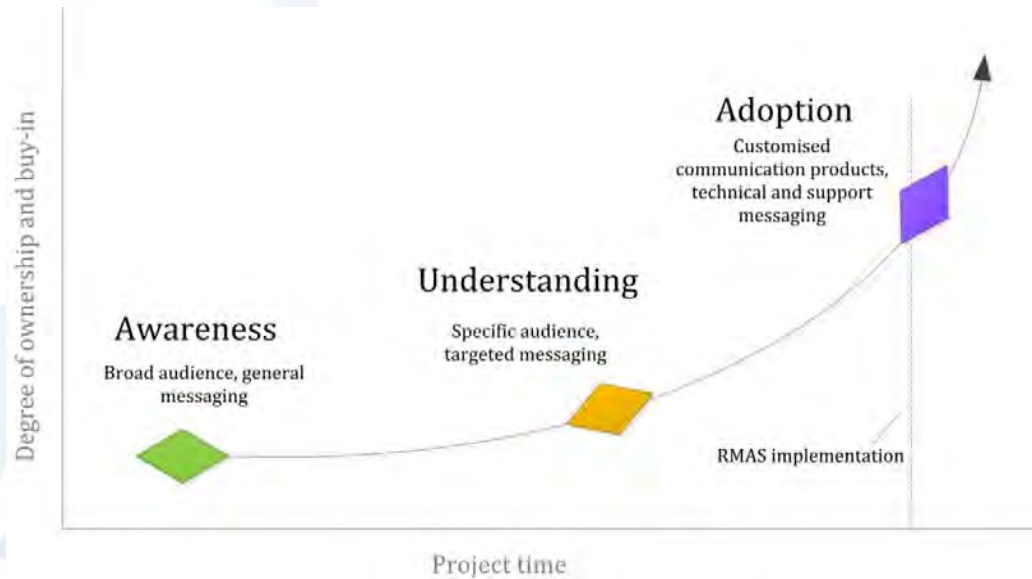 Degree of ownership and buy-in
Adoption
Customised
communication products,
technical and support
messaging
Understanding
Specific audience,
targeted messaging
Awareness
Broad audience, general
messaging
RMAS implementation
Project time